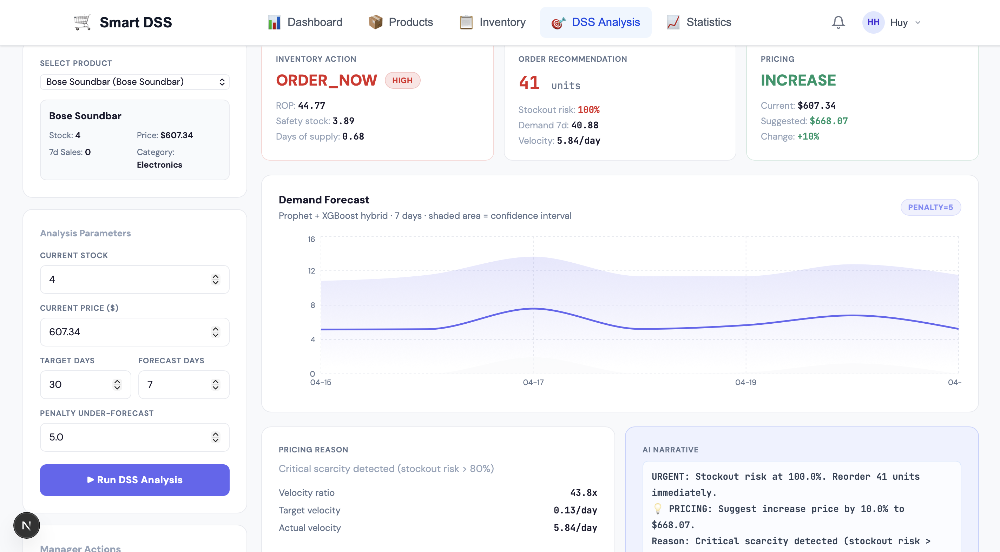 Smart DSS
Dashboard
Products
Inventory
DSS Analysis
Statistics
HH
Huy
SELECT PRODUCT
Bose Soundbar (Bose Soundbar)
Bose Soundbar
Stock: 4
Price: $607.34
7d Sales: 0
Category:
Electronics
Analysis Parameters
CURRENT STOCK
4
CURRENT PRICE ($)
607.34
TARGET DAYS
FORECAST DAYS
30
7
PENALTY UNDER-FORECAST
5.0
▶ Run DSS Analysis
N
Manager Actions
INVENTORY ACTION
ORDER_NOW HIGH
ROP: 44.77
Safety stock: 3.89
Days of supply: 0.68
ORDER RECOMMENDATION
41 units
Stockout risk: 100%
Demand 7d: 40.88
Velocity: 5.84/day
PRICING
INCREASE
Current: $607.34
Suggested: $668.07
Change: +10%
Demand Forecast
Prophet + XGBoost hybrid · 7 days · shaded area = confidence interval
PENALTY=5
16
12
8
4
0
04-15
04-17
04-19
04-
PRICING REASON
Critical scarcity detected (stockout risk > 80%)
Velocity ratio 43.8x
Target velocity 0.13/day
Actual velocity 5.84/day
AI NARRATIVE
URGENT: Stockout risk at 100.0%. Reorder 41 units
immediately.
💡 PRICING: Suggest increase price by 10.0% to
$668.07.
Reason: Critical scarcity detected (stockout risk >